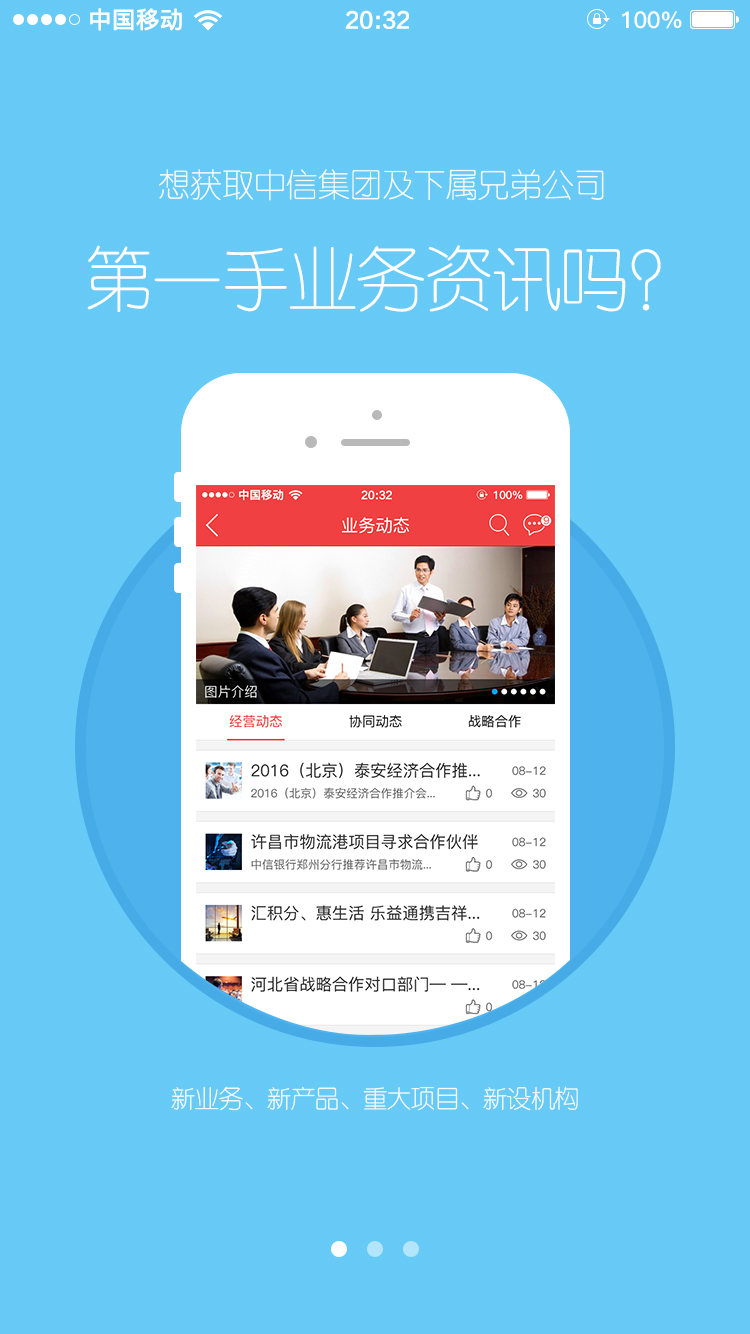 中国移动 20:32 100%
想获取中信集团及下属兄弟公司
第一手业务资讯吗?
中国移动 20:32 100%
业务动态
图片介绍
经营动态 协同动态 战略合作
2016（北京）泰安经济合作推... 08-12
2016（北京）泰安经济合作推介会... 0 30
许昌市物流港项目寻求合作伙伴 08-12
中信银行郑州分行推荐许昌市物流... 0 30
汇积分、惠生活 乐益通携吉祥... 08-12
0 30
河北省战略合作对口部门一 一... 08-12
0
新业务、新产品、重大项目、新设机构